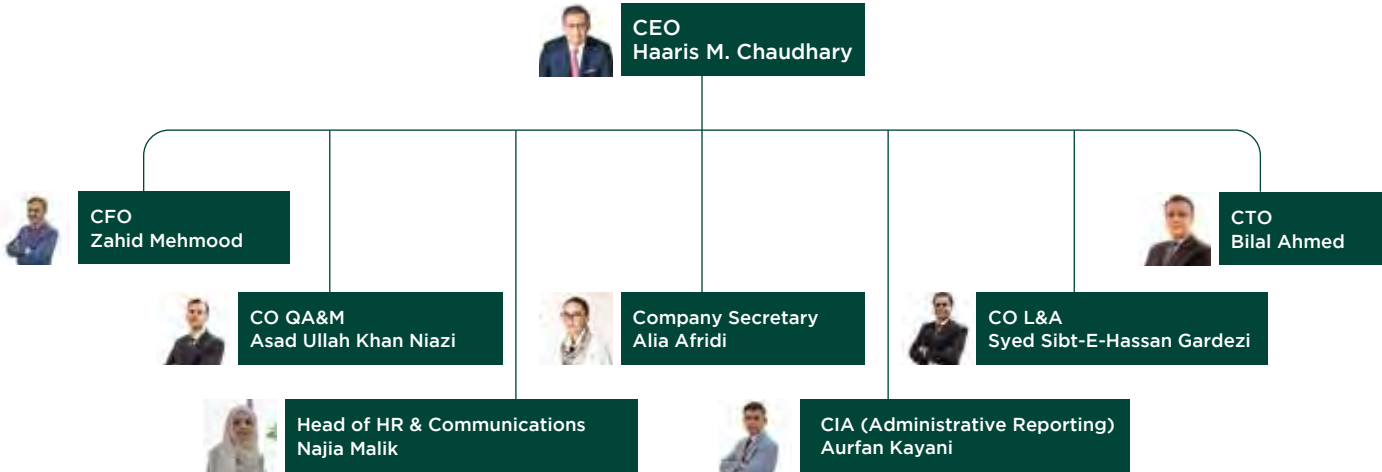 CEO
Haaris M. Chaudhary
CFO
Zahid Mehmood
CTO
Bilal Ahmed
CO QA&M
Asad Ullah Khan Niazi
Company Secretary
Alia Afridi
CO L&A
Syed Sibt-E-Hassan Gardezi
Head of HR & Communications
Najia Malik
CIA (Administrative Reporting)
Aurfan Kayani